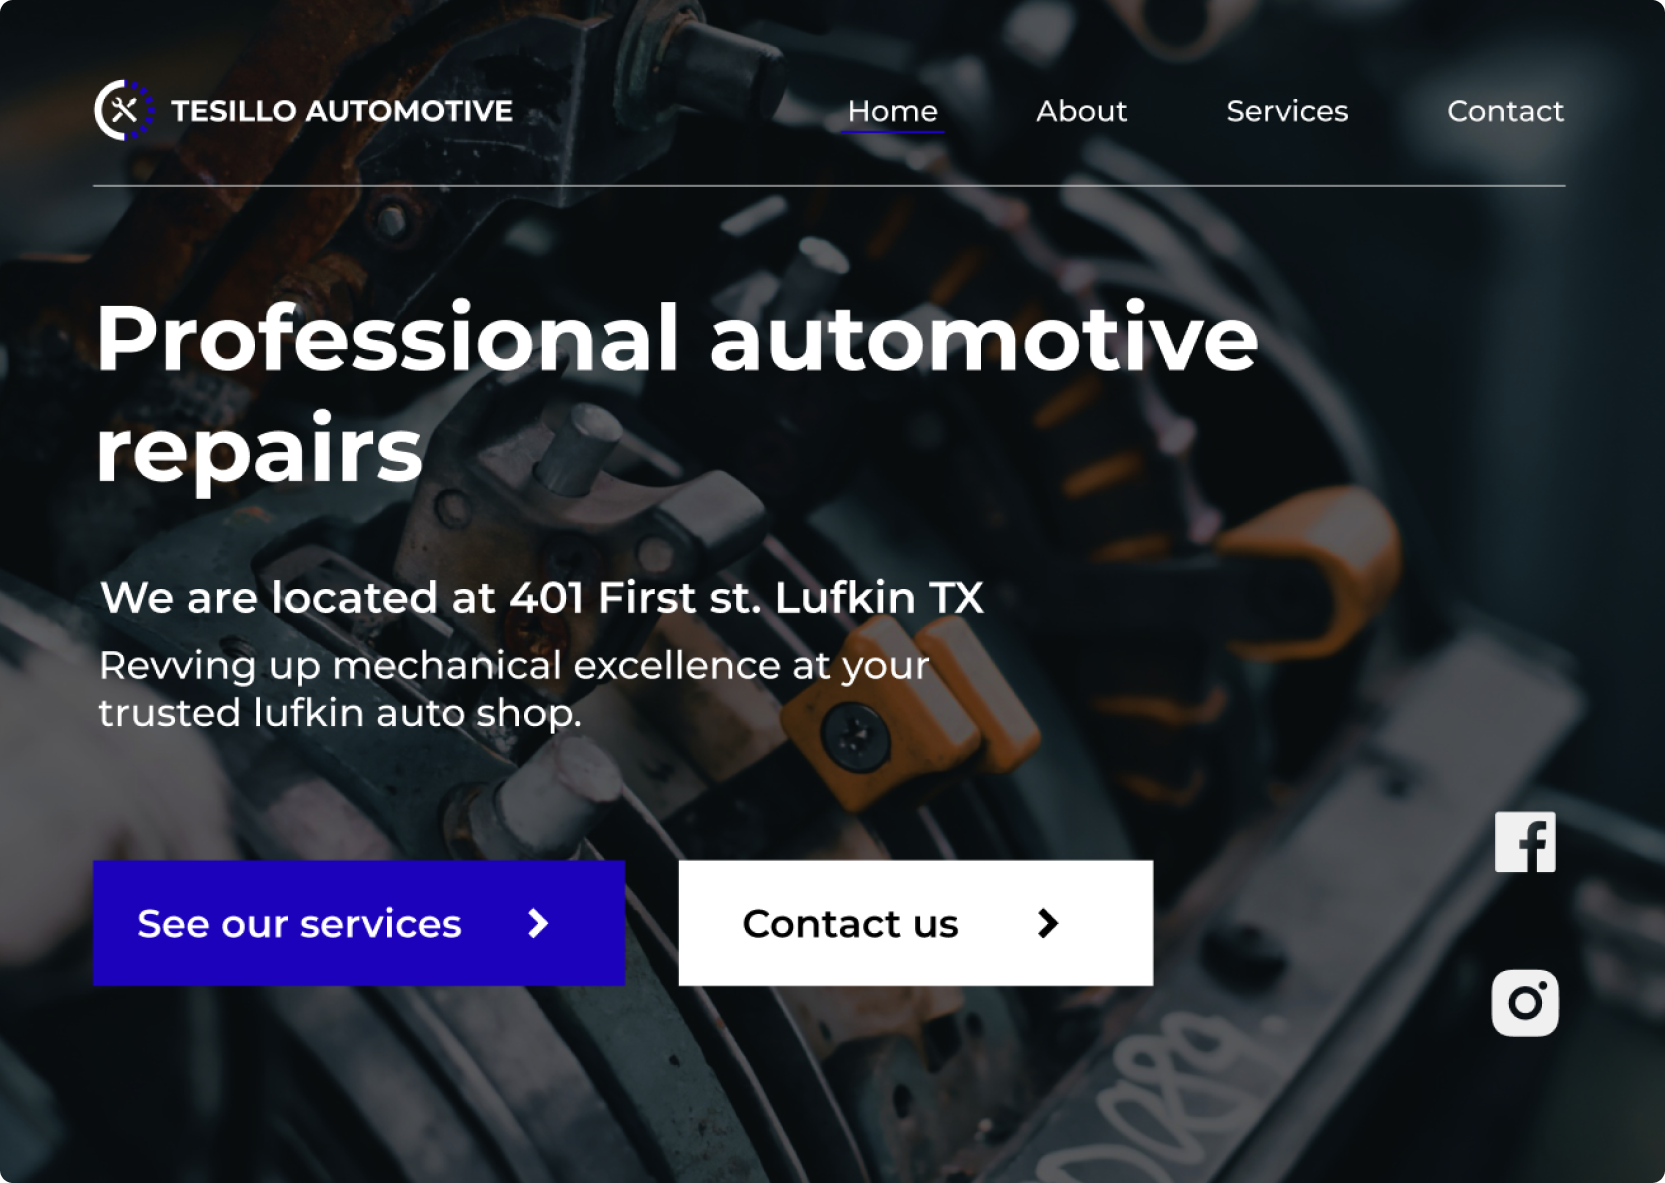 TESILLO AUTOMOTIVE
Home
About
Services
Contact
Professional automotive
repairs
We are located at 401 First st. Lufkin TX
Revving up mechanical excellence at your
trusted lufkin auto shop.
See our services
Contact us